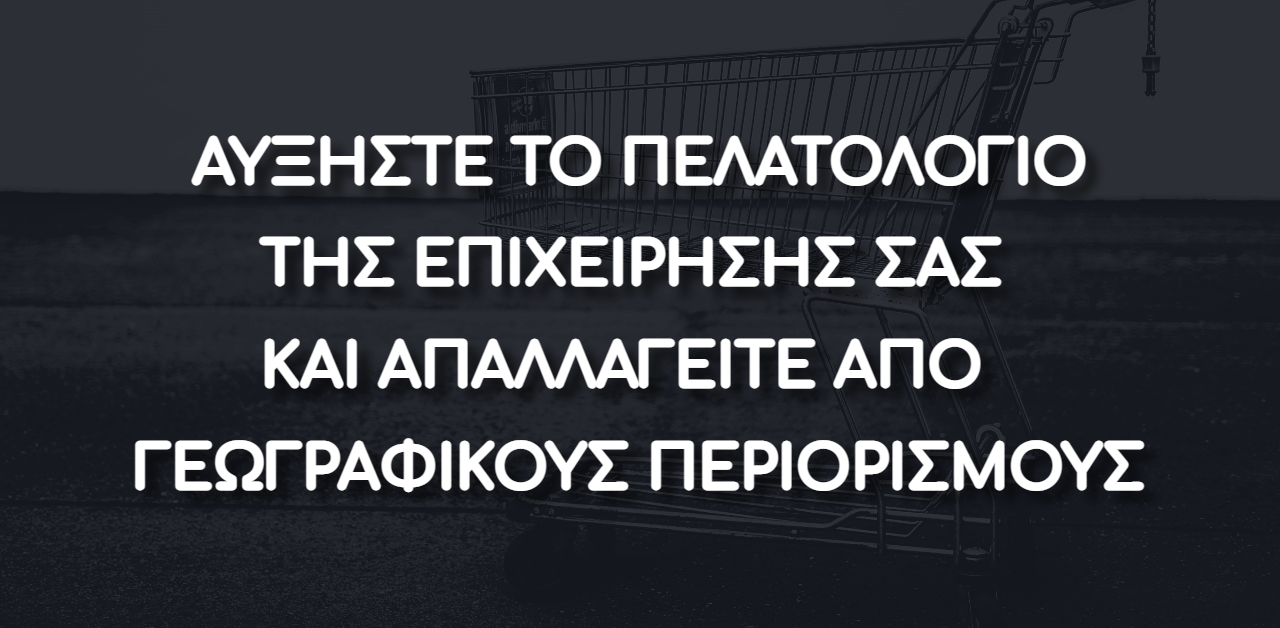 ΑΥΞΗΣΤΕ ΤΟ ΠΕΛΑΤΟΛΟΓΙΟ
ΤΗΣ ΕΠΙΧΕΙΡΗΣΗΣ ΣΑΣ
ΚΑΙ ΑΠΑΛΛΑΓΕΙΤΕ ΑΠΟ
ΓΕΩΓΡΑΦΙΚΟΥΣ ΠΕΡΙΟΡΙΣΜΟΥΣ